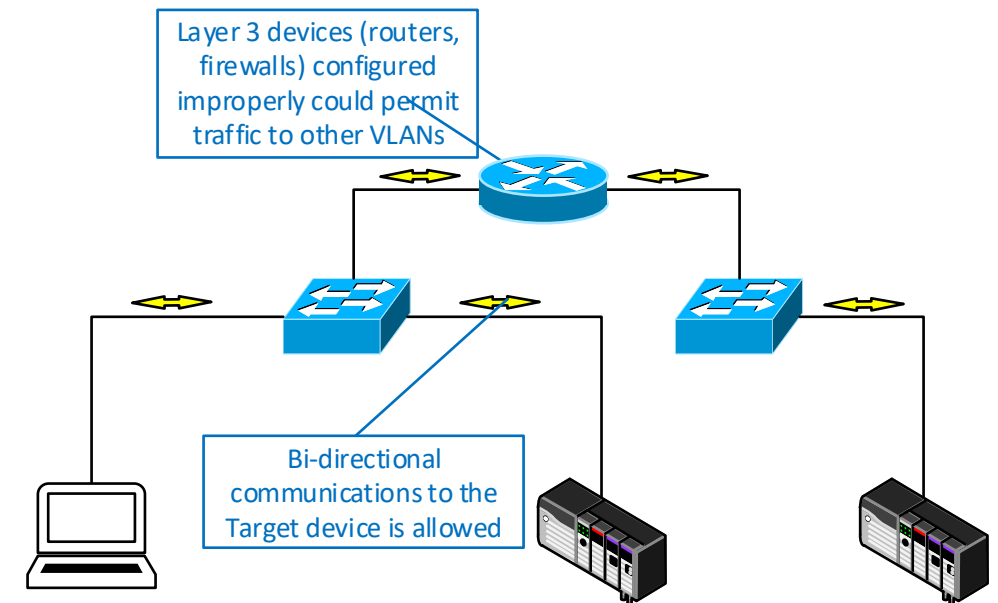 Layer 3 devices (routers,
firewalls) configured
improperly could permit
traffic to other VLANs
Bi-directional
communications to the
Target device is allowed